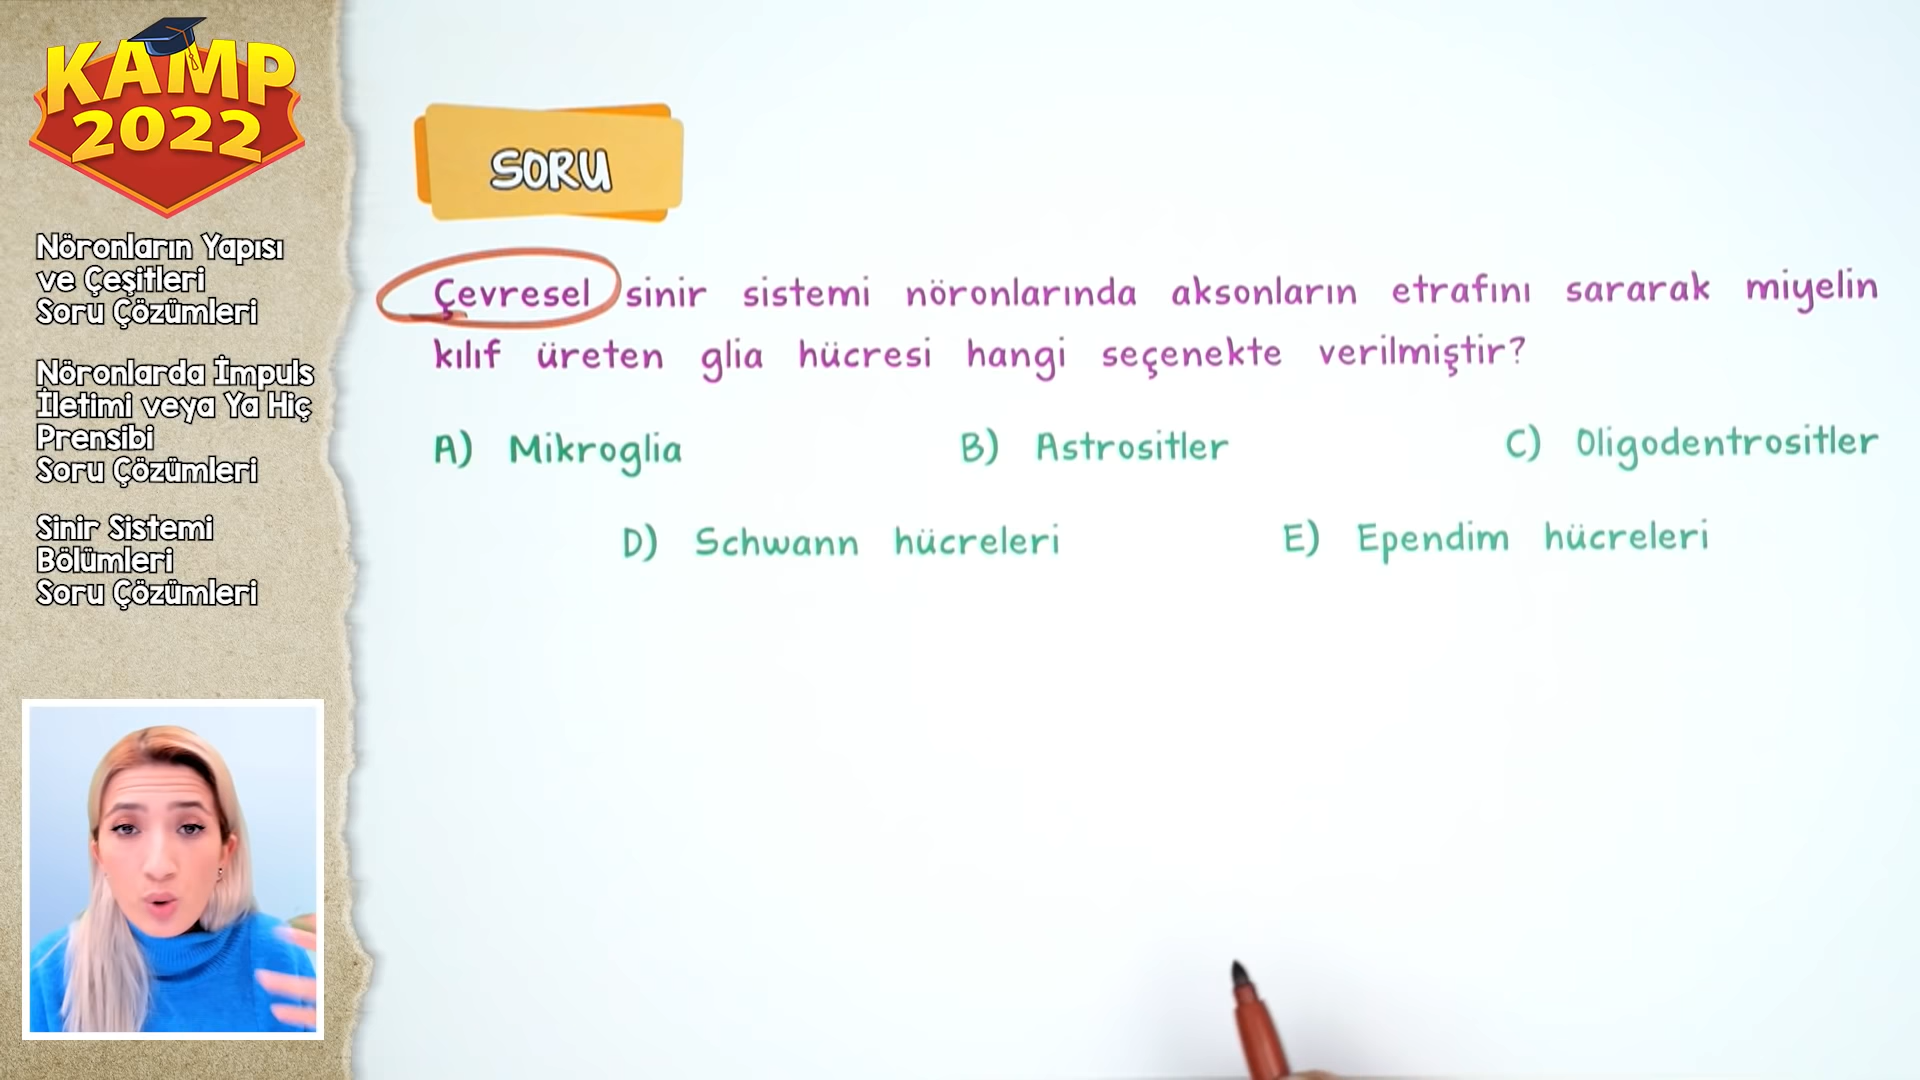 KAMP
2022
Nöronların Yapısı
ve Çeşitleri
Soru Çözümleri
Nöronlarda İmpuls
İletimi veya Ya Hiç
Prensibi
Soru Çözümleri
Sinir Sistemi
Bölümleri
Soru Çözümleri
SORU
Çevresel sinir sistemi nöronlarında aksonların etrafını sararak miyelin
kılıf üreten glia hücresi hangi seçenekte verilmiştir?
A) Mikroglia B) Astrositler C) Oligodentrositler
D) Schwann hücreleri E) Ependim hücreleri